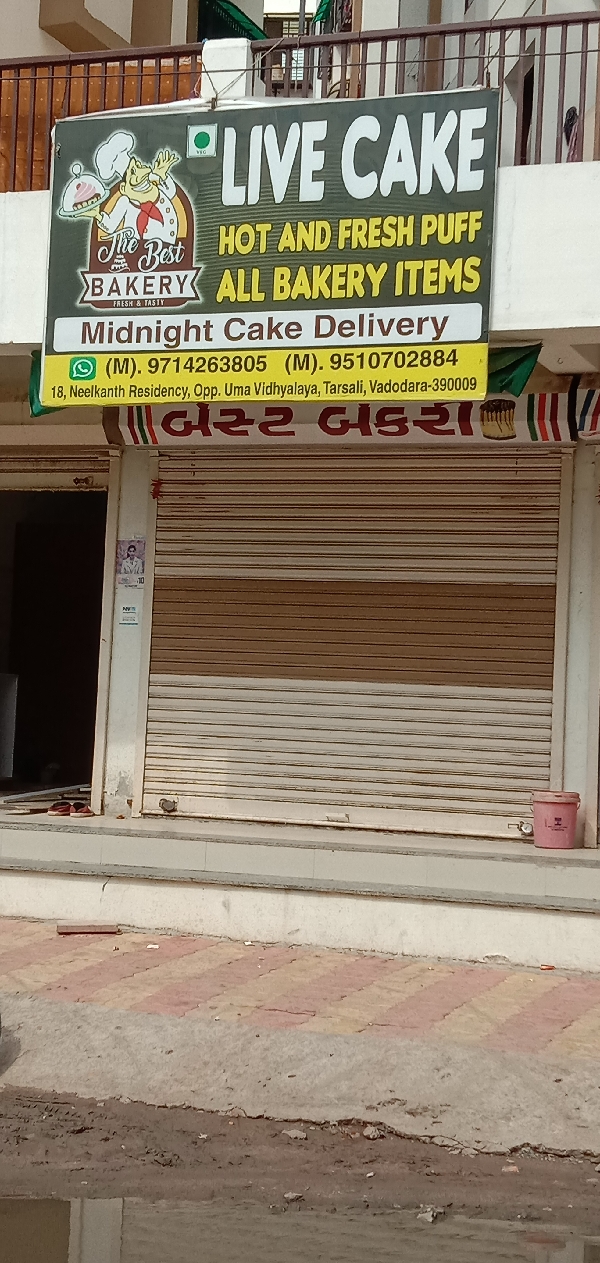 VEG
LIVE CAKE
HOT AND FRESH PUFF
ALL BAKERY ITEMS
The Best
BAKERY
FRESH & TASTY
Midnight Cake Delivery
(M). 9714263805 (M). 9510702884
18, Neelkanth Residency, Opp. Uma Vidhyalaya, Tarsali, Vadodara-390009
બેસ્ટ બેકરી